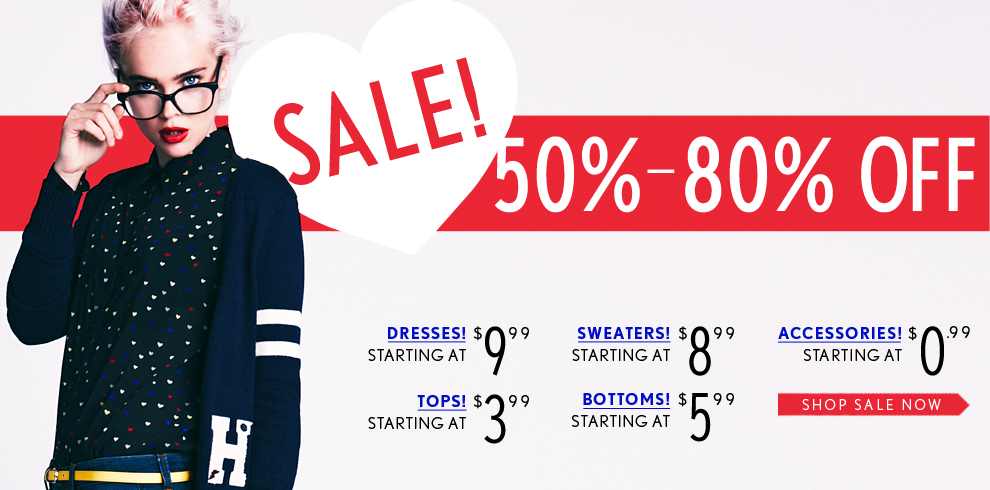 SALE!
50%-80% OFF
DRESSES! $9.99
STARTING AT
SWEATERS! $8.99
STARTING AT
ACCESSORIES! $0.99
STARTING AT
TOPS! $3.99
STARTING AT
BOTTOMS! $5.99
STARTING AT
SHOP SALE NOW
H